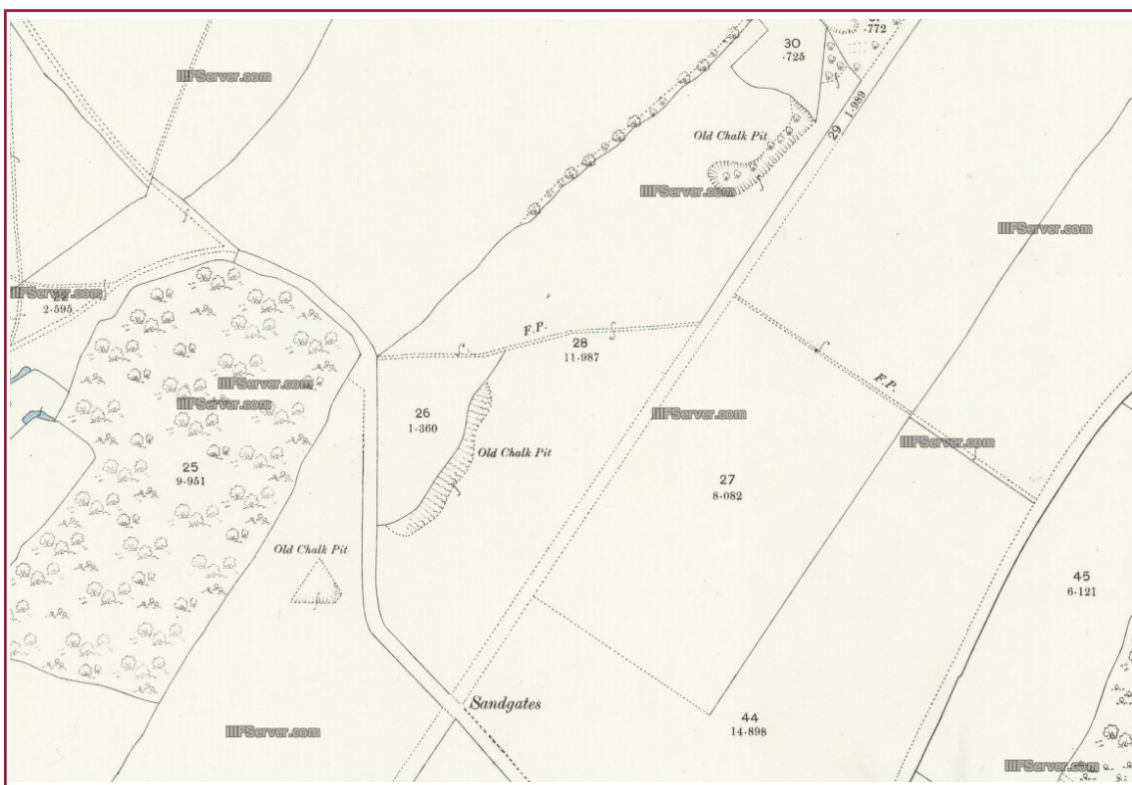 .772
30
.725
IIIFServer.com
Old Chalk Pit
29 1.989
IIIFServer.com
IIIFServer.com
IIIFServer.com
2.595
F.P.
28
11.987
F.P.
IIIFServer.com
IIIFServer.com
26
1.360
IIIFServer.com
IIIFServer.com
Old Chalk Pit
25
9.951
27
8.082
Old Chalk Pit
45
6.121
Sandgates
44
14.898
IIIFServer.com
IIIFServer.com